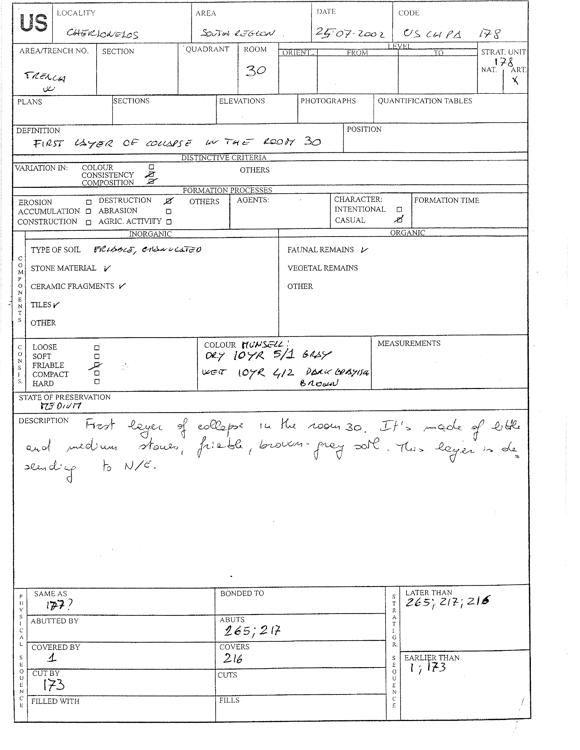 US
LOCALITY
CHERSONESOS
AREA
SOUTH REGION
DATE
25-07-2002
CODE
US CH PA 178
AREA/TRENCH NO.
TRENCH
W
SECTION
QUADRANT
ROOM
30
LEVEL
ORIENT.
FROM
TO
STRAT. UNIT
178
NAT. ART.
X
PLANS
SECTIONS
ELEVATIONS
PHOTOGRAPHS
QUANTIFICATION TABLES
DEFINITION
FIRST LAYER OF COLLAPSE IN THE ROOM 30
POSITION
DISTINCTIVE CRITERIA
VARIATION IN:
COLOUR
CONSISTENCY
COMPOSITION
OTHERS
FORMATION PROCESSES
EROSION
ACCUMULATION
CONSTRUCTION
DESTRUCTION
ABRASION
AGRIC. ACTIVITY
OTHERS
AGENTS:
CHARACTER:
INTENTIONAL
CASUAL
FORMATION TIME
COMPONENTS
INORGANIC
TYPE OF SOIL FRIABLE, GRANULATED
STONE MATERIAL ✓
CERAMIC FRAGMENTS ✓
TILES ✓
OTHER
ORGANIC
FAUNAL REMAINS ✓
VEGETAL REMAINS
OTHER
CONSIS.
LOOSE
SOFT
FRIABLE
COMPACT
HARD
COLOUR MUNSELL:
DRY 10YR 5/1 GRAY
WET 10YR 4/2 DARK GRAYISH
BROWN
MEASUREMENTS
STATE OF PRESERVATION
MEDIUM
DESCRIPTION First layer of collapse in the room 30. It's made of little
and medium stones, friable, brown-gray soil. This layer is de
sending to N/E.
PHYSICAL SEQUENCE
SAME AS
177?
BONDED TO
ABUTTED BY
ABUTS
265; 217
COVERED BY
1
COVERS
216
CUT BY
173
CUTS
FILLED WITH
FILLS
STRATIGR. SEQUENCE
LATER THAN
265; 217; 216
EARLIER THAN
1; 173